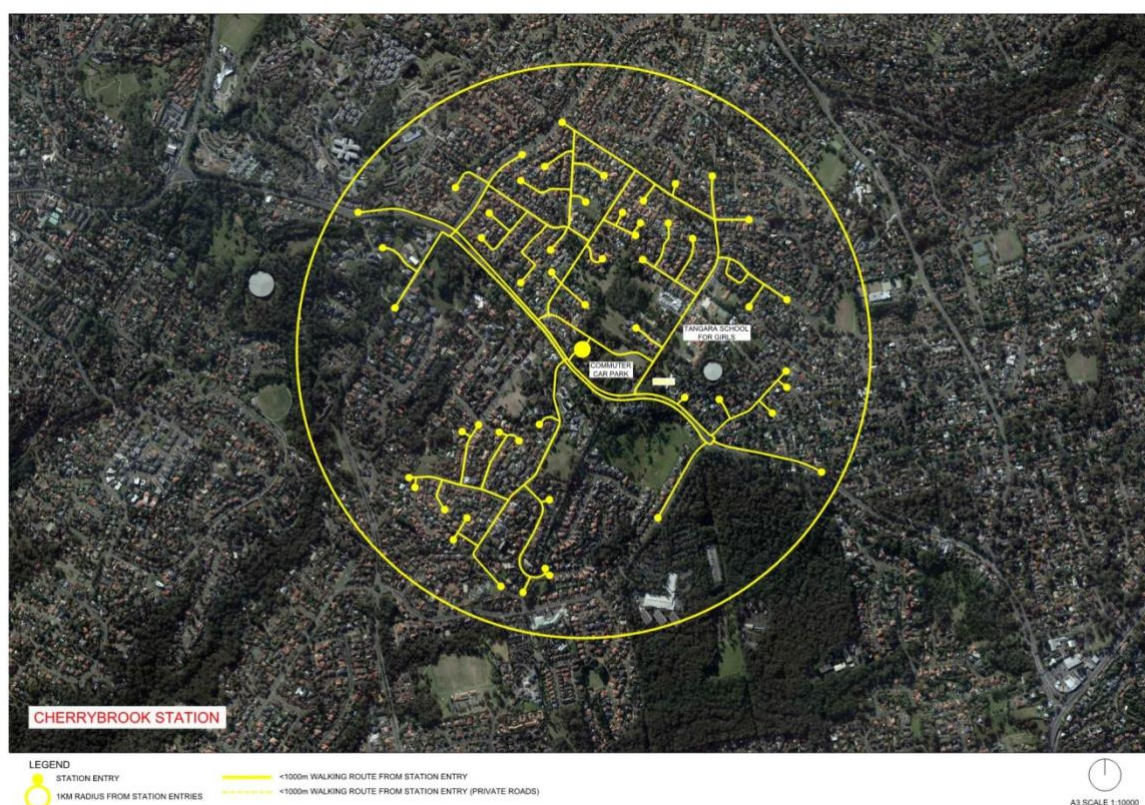 TANGARA SCHOOL
FOR GIRLS
COMMUTER
CAR PARK
CHERRYBROOK STATION
LEGEND
STATION ENTRY
1KM RADIUS FROM STATION ENTRIES
<1000m WALKING ROUTE FROM STATION ENTRY
<1000m WALKING ROUTE FROM STATION ENTRY (PRIVATE ROADS)
A3 SCALE 1:10000